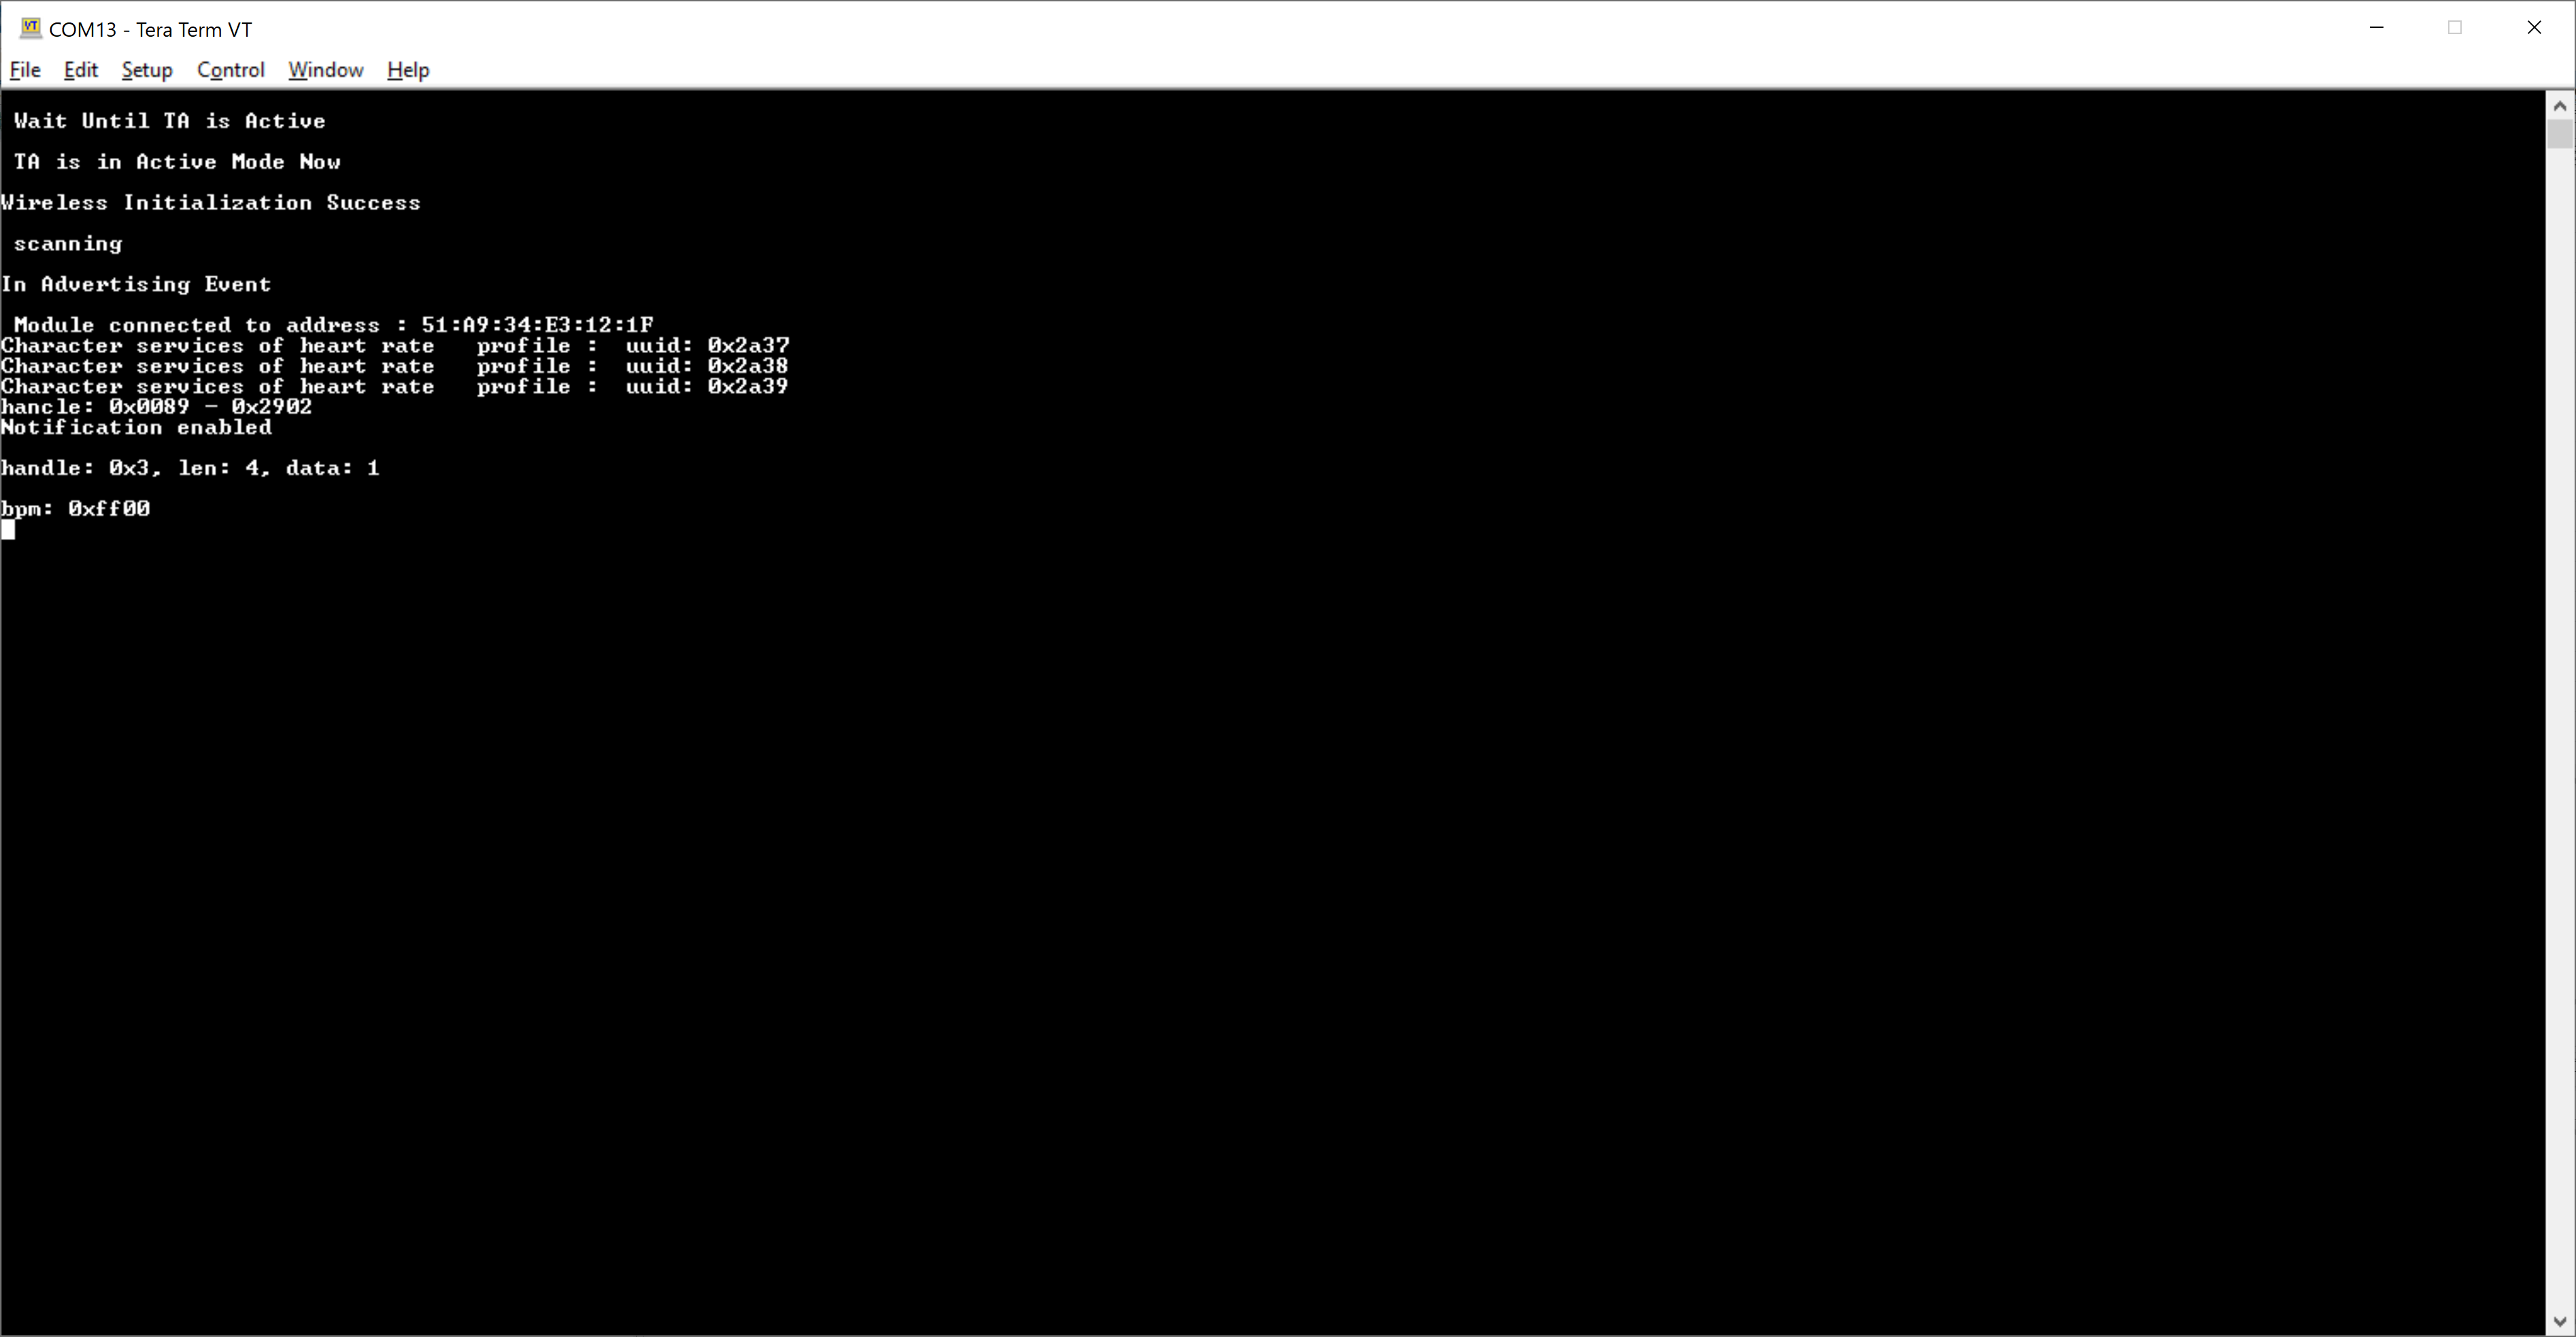 COM13 - Tera Term VT
File Edit Setup Control Window Help
Wait Until TA is Active
TA is in Active Mode Now
Wireless Initialization Success
scanning
In Advertising Event
Module connected to address : 51:A9:34:E3:12:1F
Character services of heart rate   profile :  uuid: 0x2a37
Character services of heart rate   profile :  uuid: 0x2a38
Character services of heart rate   profile :  uuid: 0x2a39
hancle: 0x0089 - 0x2902
Notification enabled
handle: 0x3, len: 4, data: 1
bpm: 0xff00